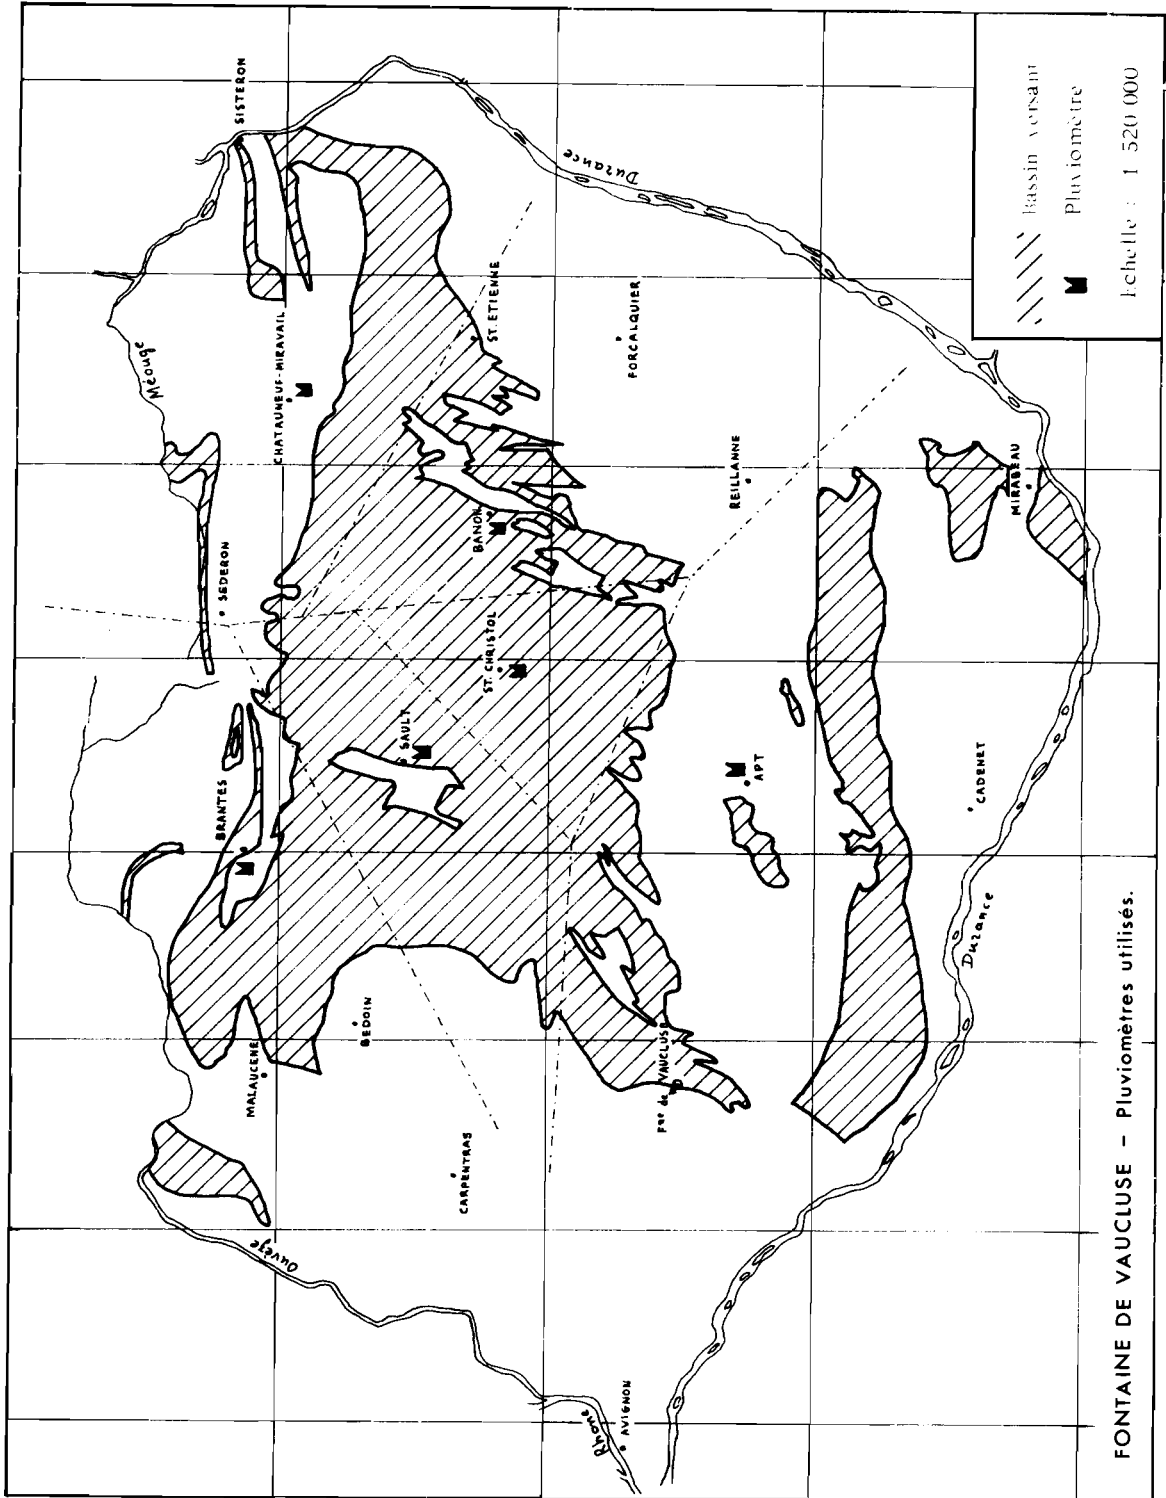 SISTERON
Méouge
CHATAUNEUF-MIRAVAIL
Durance
ST. ETIENNE
FORCALQUIER
SEDERON
BANON
REILLANNE
MIRABEAU
ST. CHRISTOL
SAULT
BRANTES
APT
CADENET
Durance
BEDOIN
MALAUCENE
Fne de VAUCLUSE
CARPENTRAS
Ouvèze
Rhone
AVIGNON
Bassin versant
Pluviomètre
Echelle : 1 520 000
FONTAINE DE VAUCLUSE – Pluviomètres utilisés.